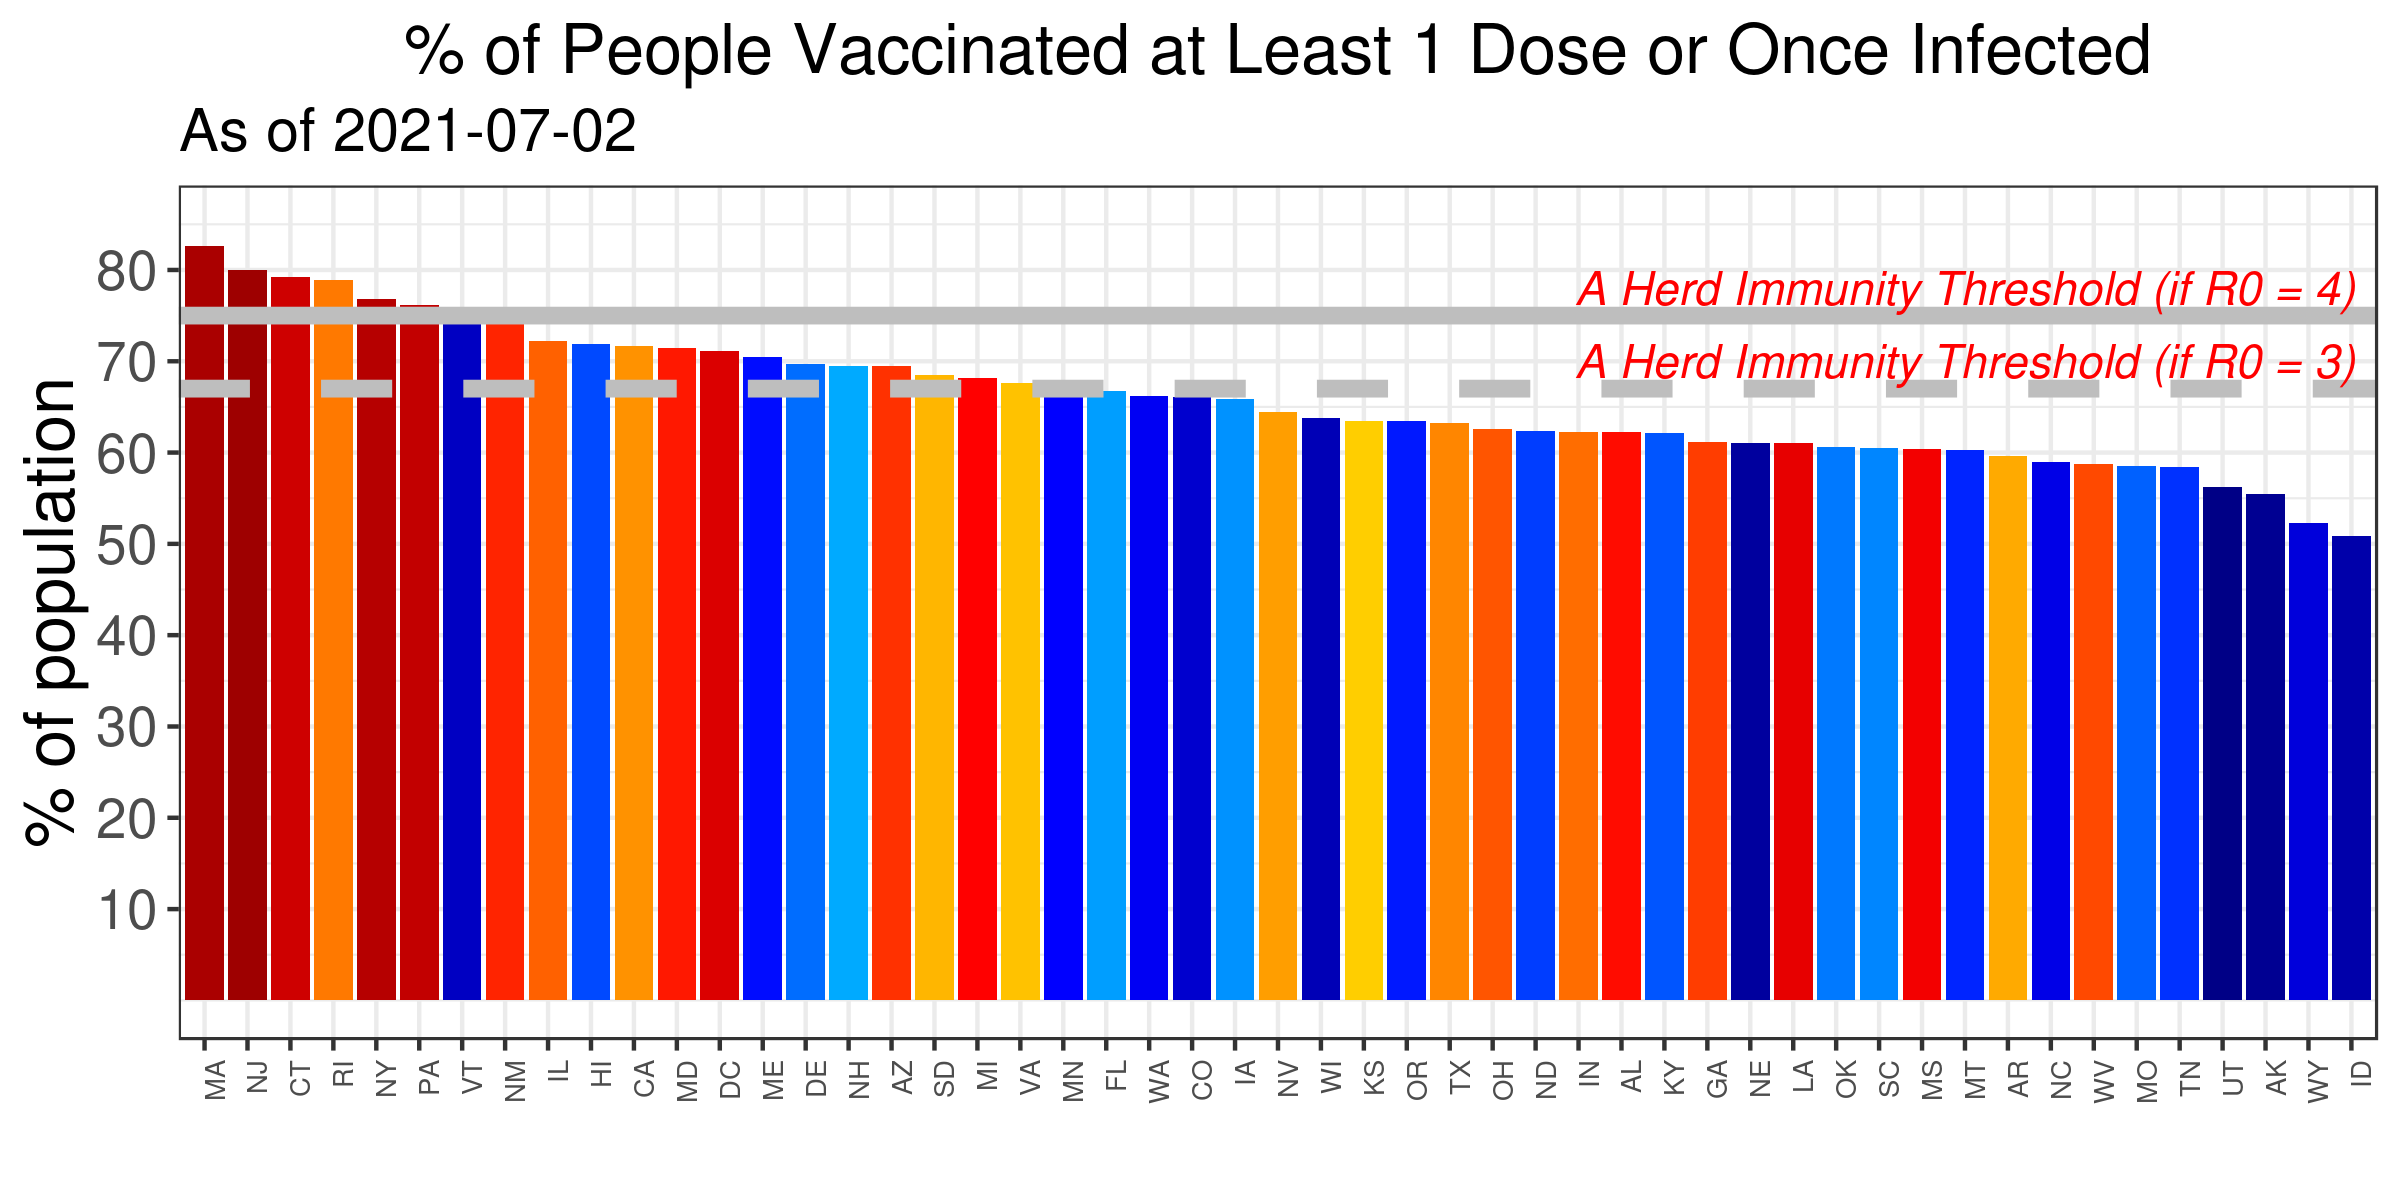 % of People Vaccinated at Least 1 Dose or Once Infected
As of 2021-07-02
% of population
80
70
60
50
40
30
20
10
A Herd Immunity Threshold (if R0 = 4)
A Herd Immunity Threshold (if R0 = 3)
MA NJ CT RI NY PA VT NM IL HI CA MD DC ME DE NH AZ SD MI VA MN FL WA CO IA NV WI KS OR TX OH ND IN AL KY GA NE LA OK SC MS MT AR NC WV MO TN UT AK WY ID